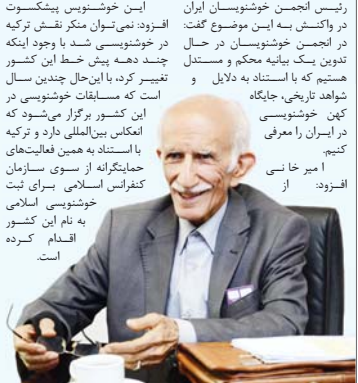 رئیس انجمن خوشنویسان ایران
در واکنش به این موضوع گفت:
در انجمن خوشنویسان در حال
تدوین یک بیانیه محکم و مستدل
هستیم که با استناد به دلایل و
شواهد تاریخی، جایگاه
کهن خوشنویسی
در ایران را معرفی
کنیم.
امیرخانی
افزود: از
این خوشنویس پیشکسوت
افزود: نمی‌توان منکر نقش ترکیه
در خوشنویسی شد با وجود اینکه
چند دهه پیش خط این کشور
تغییر کرد، با این‌حال چندین سال
است که مسابقات خوشنویسی در
این کشور برگزار می‌شود که
انعکاس بین‌المللی دارد و ترکیه
با استناد به همین فعالیت‌های
حمایتگرانه از سوی سازمان
کنفرانس اسلامی برای ثبت
خوشنویسی اسلامی
به نام این کشور
اقدام کرده
است.